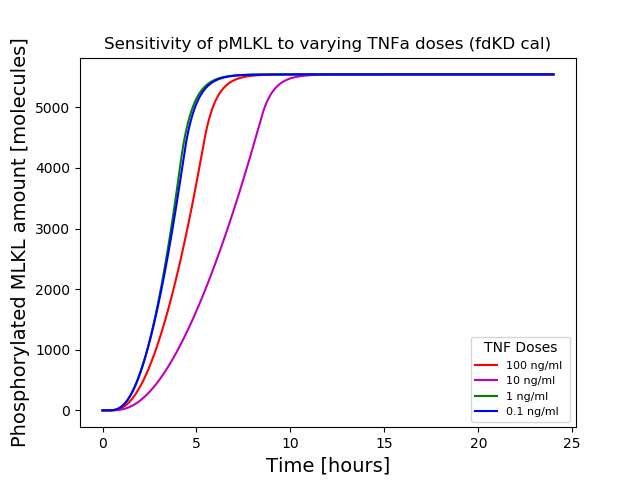 Sensitivity of pMLKL to varying TNFa doses (fdKD cal)
Phosphorylated MLKL amount [molecules]
5000
4000
3000
2000
1000
0
TNF Doses
100 ng/ml
10 ng/ml
1 ng/ml
0.1 ng/ml
0 5 10 15 20 25
Time [hours]